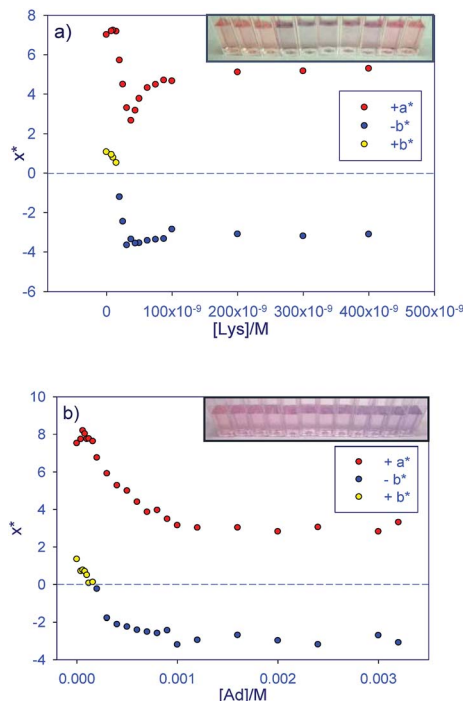 a)
8
6
4
2
0
-2
-4
-6
x*
+a*
-b*
+b*
0 100x10⁻⁹ 200x10⁻⁹ 300x10⁻⁹ 400x10⁻⁹ 500x10⁻⁹
[Lys]/M
b)
10
8
6
4
2
0
-2
-4
x*
+ a*
- b*
+ b*
0.000 0.001 0.002 0.003
[Ad]/M